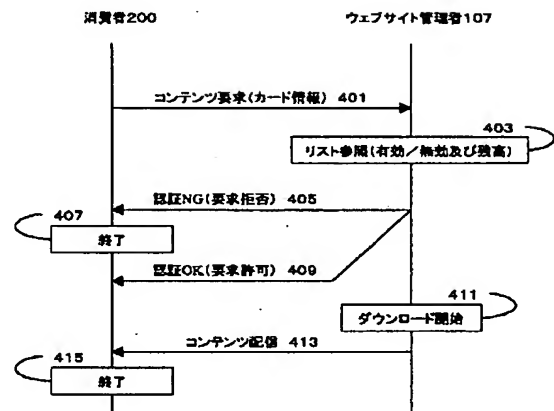 消費者200
ウェブサイト管理者107
コンテンツ要求(カード情報) 401
403
リスト参照(有効／無効及び残高)
認証NG(要求拒否) 405
407
終了
認証OK(要求許可) 409
411
ダウンロード開始
コンテンツ配信 413
415
終了